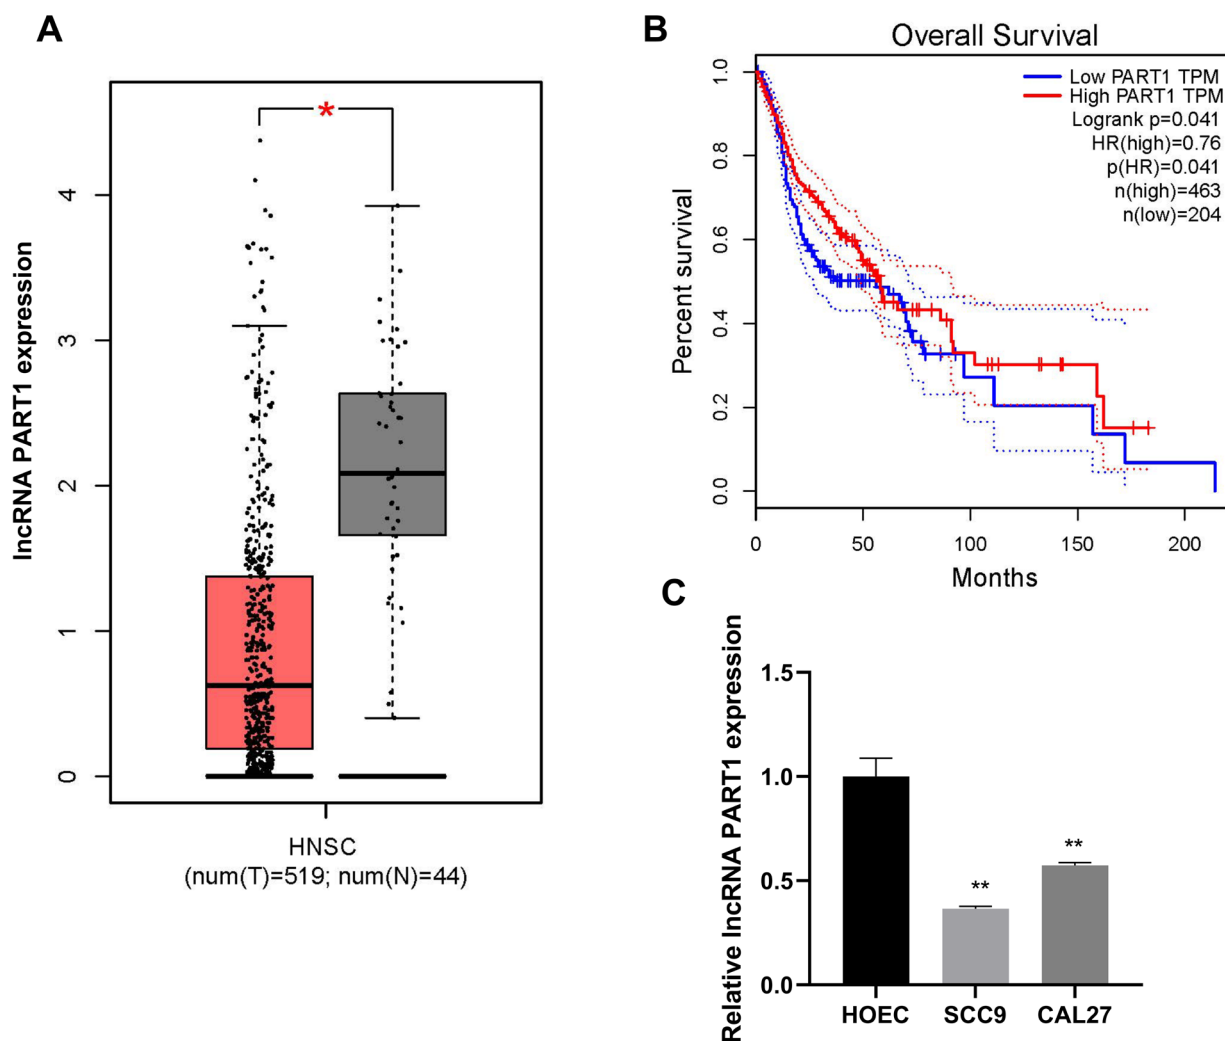 A
lncRNA PART1 expression
4
3
2
1
0
*
HNSC
(num(T)=519; num(N)=44)
B
Overall Survival
Percent survival
1.0
0.8
0.6
0.4
0.2
0.0
Low PART1 TPM
High PART1 TPM
Logrank p=0.041
HR(high)=0.76
p(HR)=0.041
n(high)=463
n(low)=204
0 50 100 150 200
Months
C
Relative lncRNA PART1 expression
1.5
1.0
0.5
0.0
**
**
HOEC SCC9 CAL27